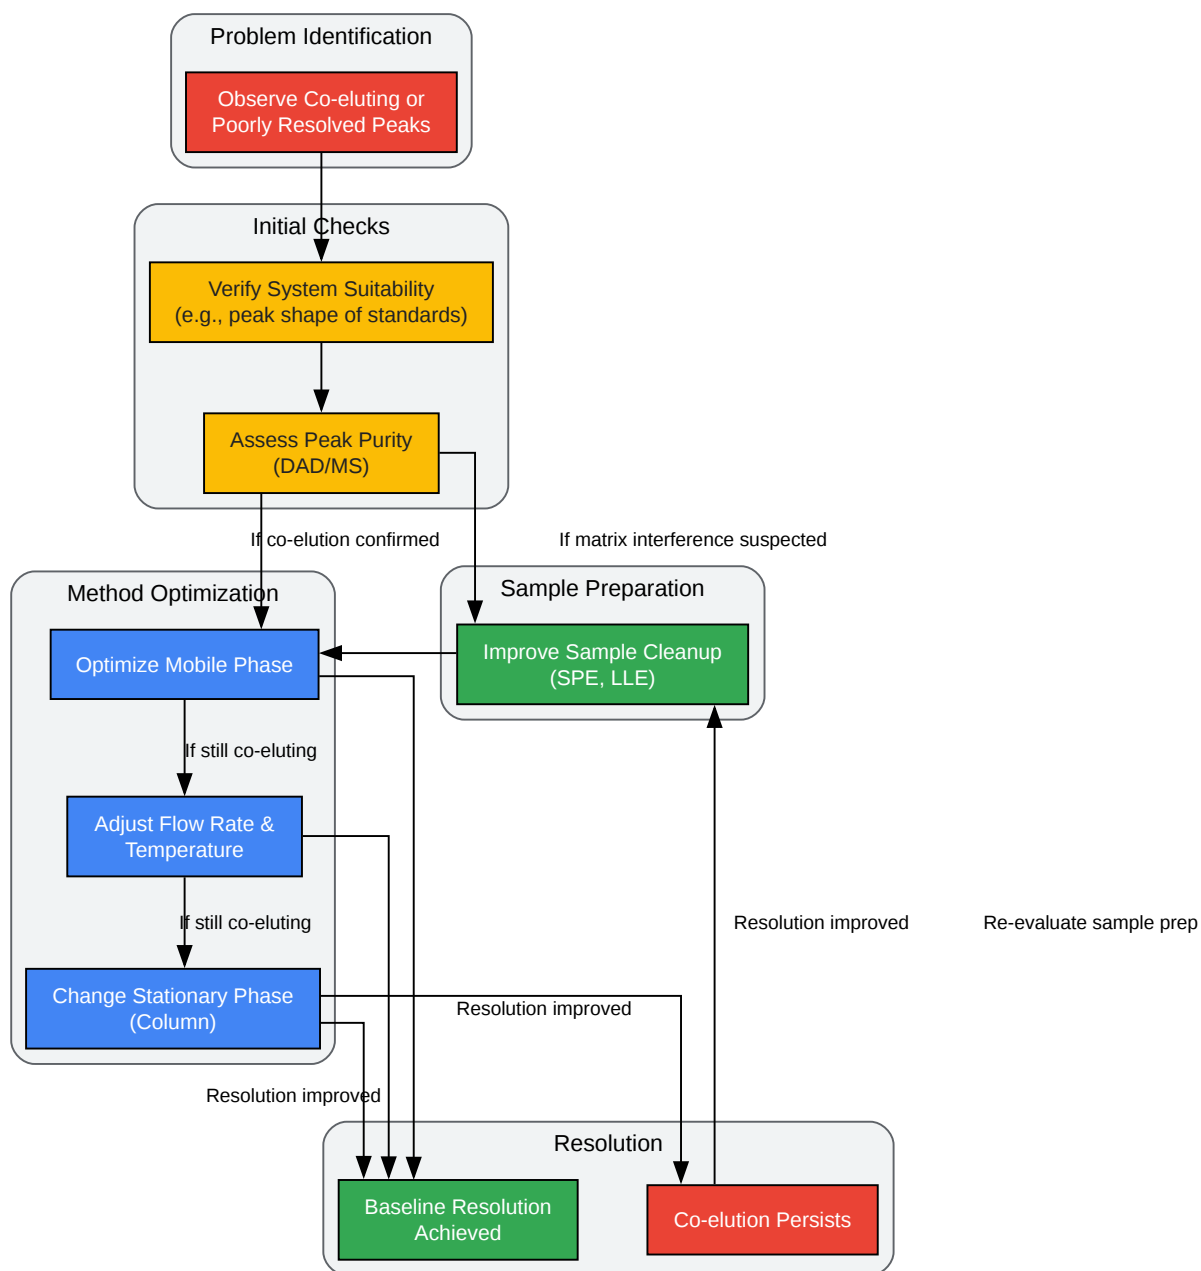 Problem Identification
Observe Co-eluting or
Poorly Resolved Peaks
Initial Checks
Verify System Suitability
(e.g., peak shape of standards)
Assess Peak Purity
(DAD/MS)
If co-elution confirmed
If matrix interference suspected
Method Optimization
Sample Preparation
Optimize Mobile Phase
Improve Sample Cleanup
(SPE, LLE)
If still co-eluting
Adjust Flow Rate &
Temperature
If still co-eluting
Resolution improved
Re-evaluate sample prep
Change Stationary Phase
(Column)
Resolution improved
Resolution improved
Resolution
Baseline Resolution
Achieved
Co-elution Persists